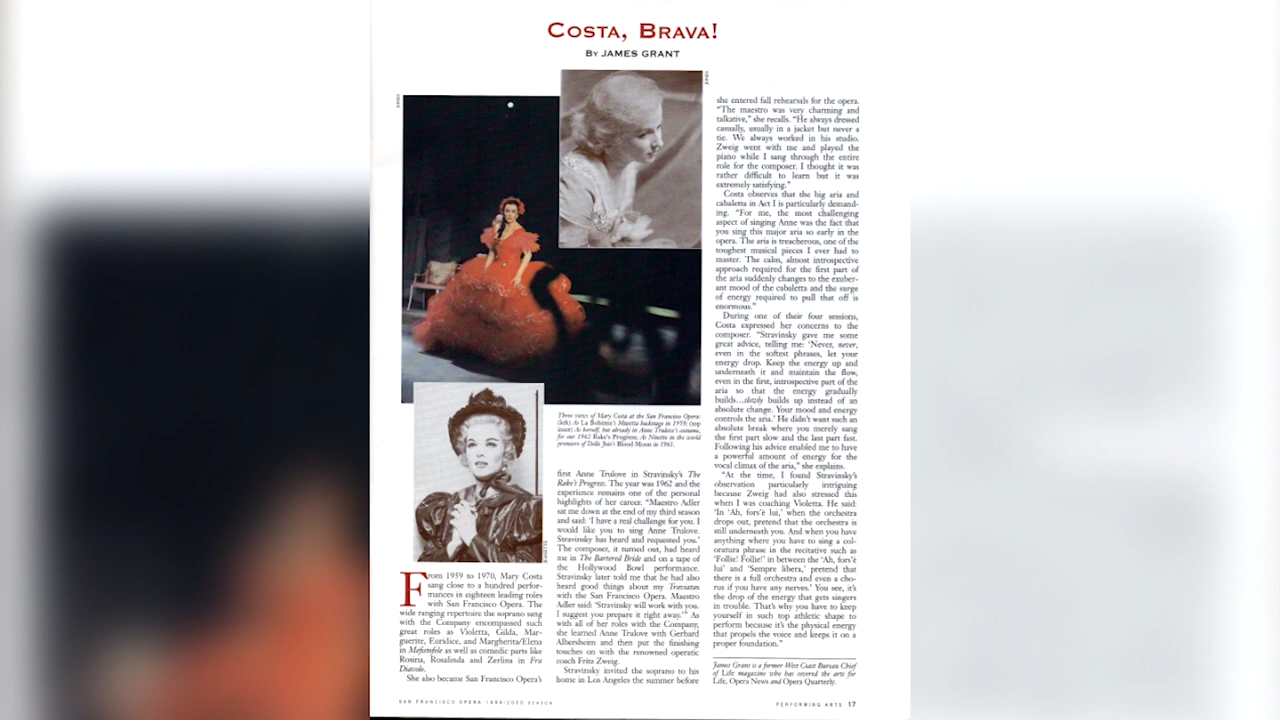 COSTA, BRAVA!
BY JAMES GRANT
Three views of Mary Costa at the San Francisco Opera:
(left) As La Bohème's Musetta backstage in 1959; (top
inset) As herself, but already in Anne Trulove's costume,
for our 1962 Rake's Progress; As Ninette in the world
premiere of Dello Joio's Blood Moon in 1961.
From 1959 to 1970, Mary Costa
sang close to a hundred perfor-
mances in eighteen leading roles
with San Francisco Opera. The
wide ranging repertoire the soprano sang
with the Company encompassed such
great roles as Violetta, Gilda, Mar-
guerite, Euridice, and Margherita/Elena
in Mefistofele as well as comedic parts like
Rosina, Rosalinda and Zerlina in Fra
Diavolo.
She also became San Francisco Opera's
first Anne Trulove in Stravinsky's The
Rake's Progress. The year was 1962 and the
experience remains one of the personal
highlights of her career. "Maestro Adler
sat me down at the end of my third season
and said: 'I have a real challenge for you. I
would like you to sing Anne Trulove.
Stravinsky has heard and requested you.'
The composer, it turned out, had heard
me in The Bartered Bride and on a tape of
the Hollywood Bowl performance.
Stravinsky later told me that he had also
heard good things about my Traviatas
with the San Francisco Opera. Maestro
Adler said 'Stravinsky will work with you.
I suggest you prepare it right away.'" As
with all of her roles with the Company,
she learned Anne Trulove with Gerhard
Albersheim and then put the finishing
touches on with the renowned operatic
coach Fritz Zweig.
Stravinsky invited the soprano to his
home in Los Angeles the summer before
she entered fall rehearsals for the opera.
"The maestro was very charming and
talkative," she recalls. "He always dressed
casually, usually in a jacket but never a
tie. We always worked in his studio.
Zweig went with me and played the
piano while I sang through the entire
role for the composer. I thought it was
rather difficult to learn but it was
extremely satisfying."
Costa observes that the big aria and
cabaletta in Act I is particularly demand-
ing. "For me, the most challenging
aspect of singing Anne was the fact that
you sing this major aria so early in the
opera. The aria is treacherous, one of the
toughest musical pieces I ever had to
master. The calm, almost introspective
approach required for the first part of
the aria suddenly changes to the exuber-
ant mood of the cabaletta and the surge
of energy required to pull that off is
enormous."
During one of their four sessions,
Costa expressed her concerns to the
composer. "Stravinsky gave me some
great advice, telling me: 'Never, never,
even in the softest phrases, let your
energy drop. Keep the energy up and
underneath it and maintain the flow,
even in the first, introspective part of the
aria so that the energy gradually
builds...slowly builds up instead of an
absolute change. Your mood and energy
controls the aria.' He didn't want such an
absolute break where you merely sang
the first part slow and the last part fast.
Following his advice enabled me to have
a powerful amount of energy for the
vocal climax of the aria," she explains.
"At the time, I found Stravinsky's
observation particularly intriguing
because Zweig had also stressed this
when I was coaching Violetta. He said:
'In 'Ah, fors'è lui,' when the orchestra
drops out, pretend that the orchestra is
still underneath you. And when you have
anything where you have to sing a col-
oratura phrase in the recitative such as
'Follie! Follie!' in between the 'Ah, fors'è
lui' and 'Sempre libera,' pretend that
there is a full orchestra and even a cho-
rus if you have any nerves.' You see, it's
the drop of the energy that gets singers
in trouble. That's why you have to keep
yourself in such top athletic shape to
perform because it's the physical energy
that propels the voice and keeps it on a
proper foundation."
James Grant is a former West Coast Bureau Chief
of Life magazine who has covered the arts for
Life, Opera News and Opera Quarterly.
SAN FRANCISCO OPERA 1999/2000 SEASON
PERFORMING ARTS 17